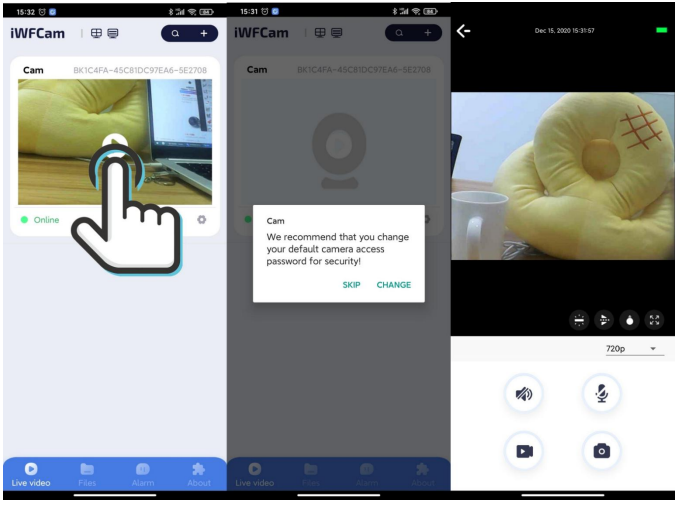 15:32
64
iWFCam
Cam BK1C4FA-45C81DC97EA6-5E2708
Online
Live video Files Alarm About
15:31
64
iWFCam
Cam BK1C4FA-45C81DC97EA6-5E2708
Cam
We recommend that you change
your default camera access
password for security!
SKIP CHANGE
Live video Files Alarm About
Dec 15, 2020 15:31:57
720p